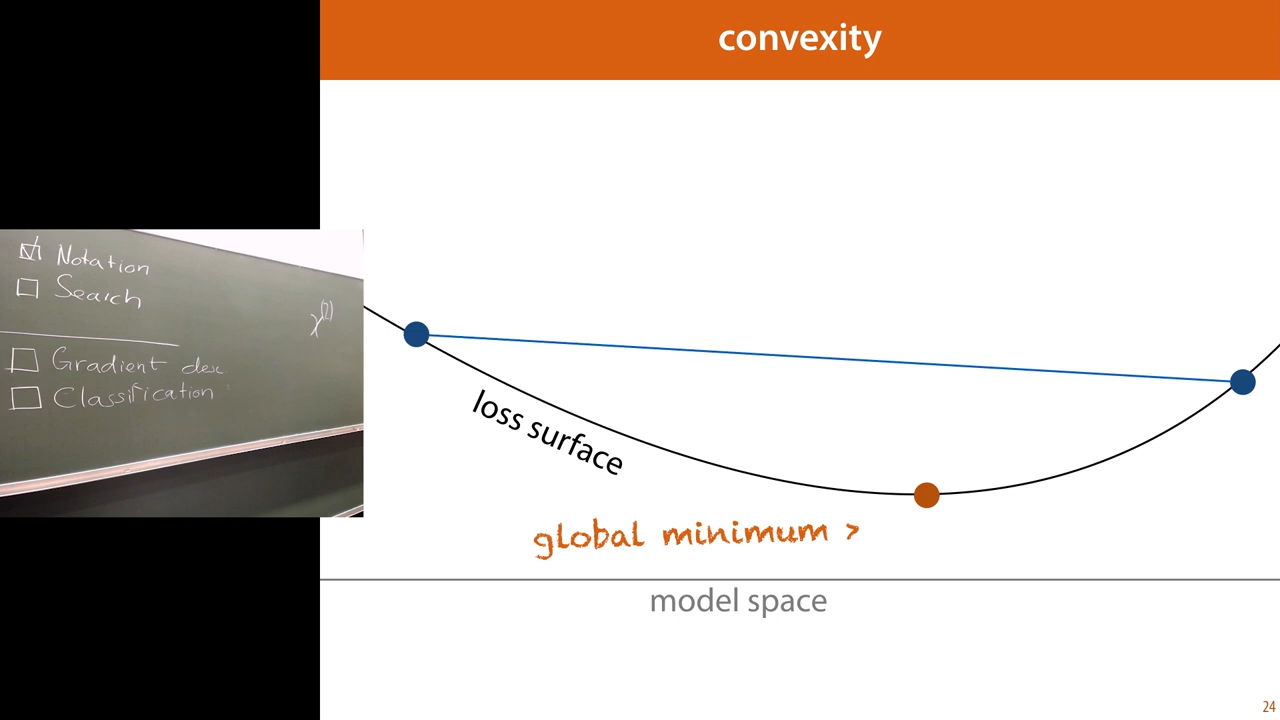 convexity
Notation
Search
x^(2)
Gradient desc
Classification
loss surface
global minimum >
model space
24